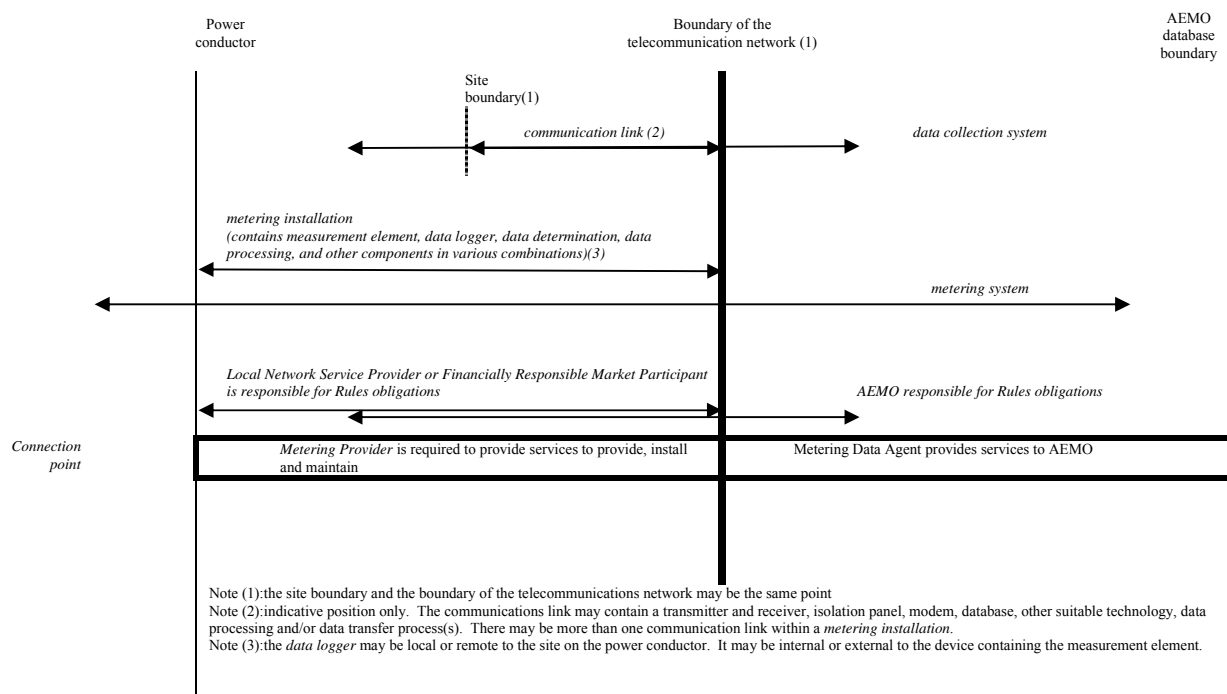 Power
conductor
Boundary of the
telecommunication network (1)
AEMO
database
boundary
Site
boundary(1)
communication link (2)
data collection system
metering installation
(contains measurement element, data logger, data determination, data
processing, and other components in various combinations)(3)
metering system
Local Network Service Provider or Financially Responsible Market Participant
is responsible for Rules obligations
AEMO responsible for Rules obligations
Connection
point
Metering Provider is required to provide services to provide, install
and maintain
Metering Data Agent provides services to AEMO
Note (1):the site boundary and the boundary of the telecommunications network may be the same point
Note (2):indicative position only.  The communications link may contain a transmitter and receiver, isolation panel, modem, database, other suitable technology, data
processing and/or data transfer process(s).  There may be more than one communication link within a metering installation.
Note (3):the data logger may be local or remote to the site on the power conductor.  It may be internal or external to the device containing the measurement element.